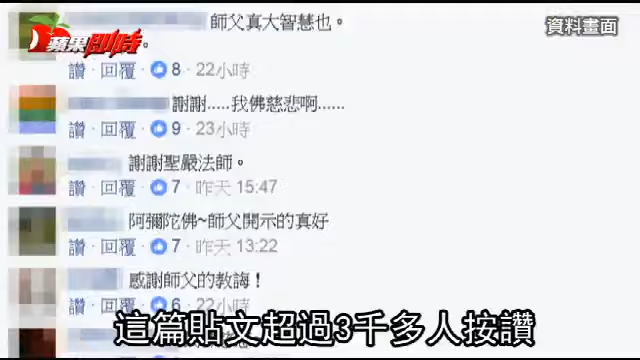 師父真大智慧也。
資料畫面
蘋果即時
讚·回覆· 8·22小時
謝謝.....我佛慈悲啊......
讚·回覆· 9·23小時
謝謝聖嚴法師。
讚·回覆· 7·昨天 15:47
阿彌陀佛~師父開示的真好
讚·回覆· 7·昨天 13:22
感謝師父的教誨！
讚·回覆· 6·22小時
這篇貼文超過3千多人按讚